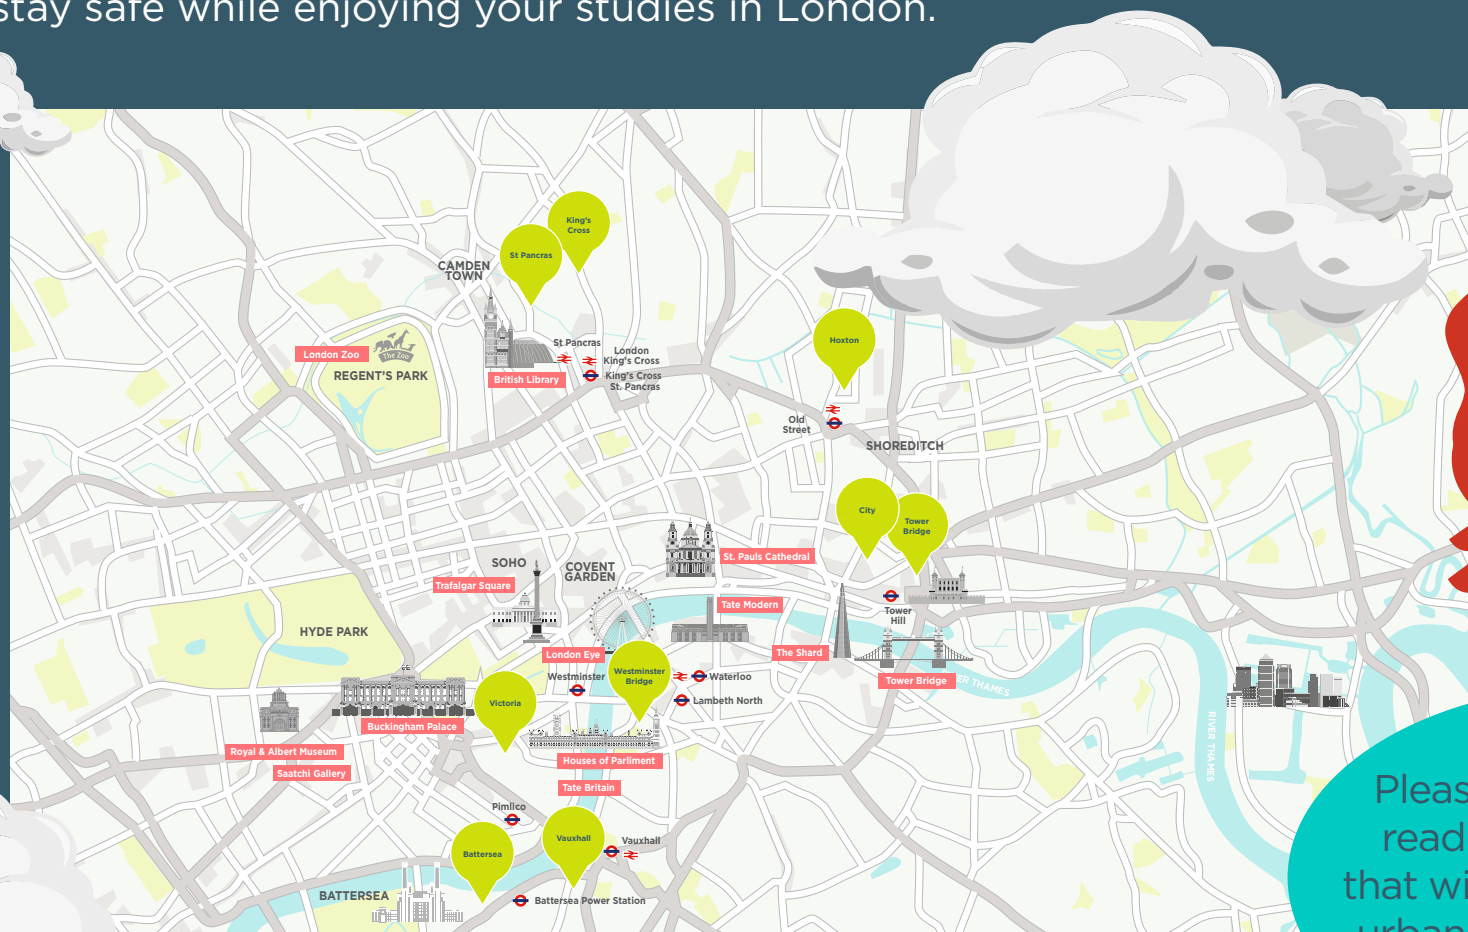 stay safe while enjoying your studies in London.
King's
Cross
St Pancras
CAMDEN
TOWN
London Zoo
The Zoo
REGENT'S PARK
St Pancras
London
King's Cross
King's Cross
St. Pancras
British Library
Hoxton
Old
Street
SHOREDITCH
City
Tower
Bridge
SOHO
COVENT
GARDEN
St. Pauls Cathedral
Trafalgar Square
Tate Modern
Tower
Hill
HYDE PARK
London Eye
The Shard
Westminster
Westminster
Bridge
Waterloo
Tower Bridge
ER THAMES
Lambeth North
Victoria
Buckingham Palace
RIVER THAMES
Royal & Albert Museum
Saatchi Gallery
Houses of Parliment
Tate Britain
Pimlico
Vauxhall
Vauxhall
Battersea
BATTERSEA
Battersea Power Station
Pleas
read
that wi
urban